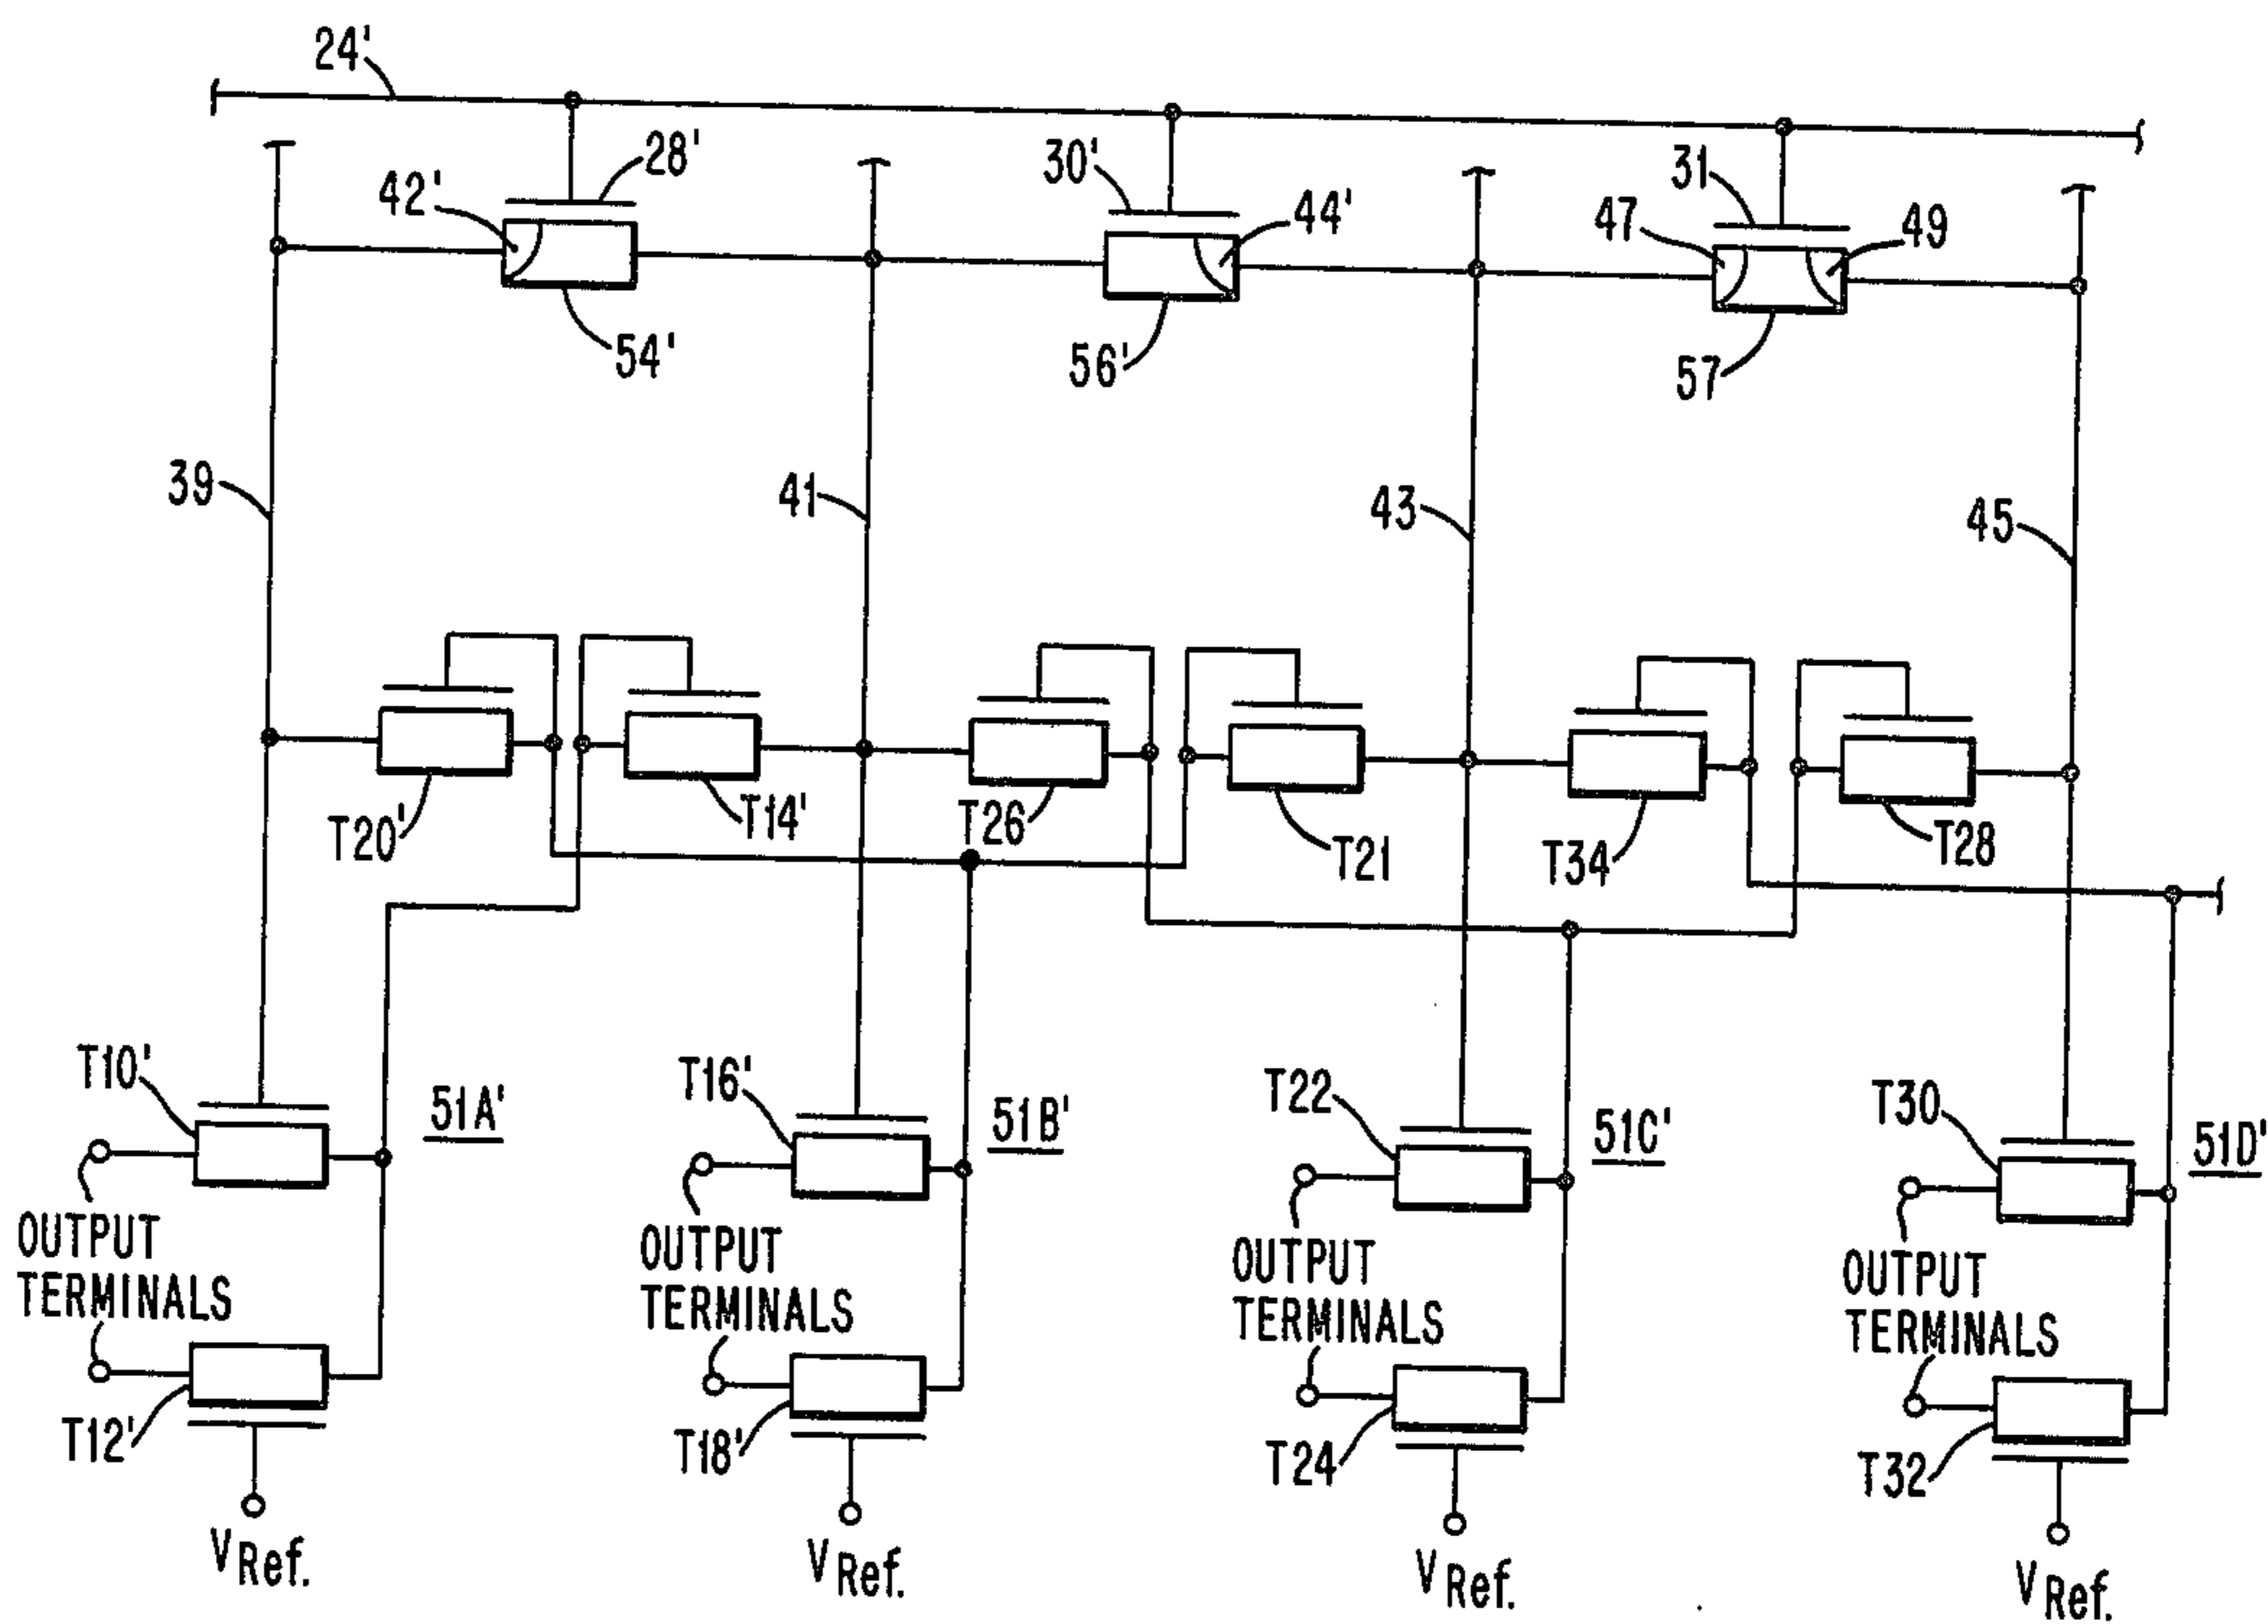 24'
28'
42'
30'
44'
31
47
49
54'
56'
57
39
41
43
45
T20'
T14'
T26
T21
T34
T28
T10'
51A'
T16'
51B'
T22
51C'
T30
51D'
OUTPUT
TERMINALS
OUTPUT
TERMINALS
OUTPUT
TERMINALS
OUTPUT
TERMINALS
T12'
T18'
T24
T32
VRef.
VRef.
VRef.
VRef.